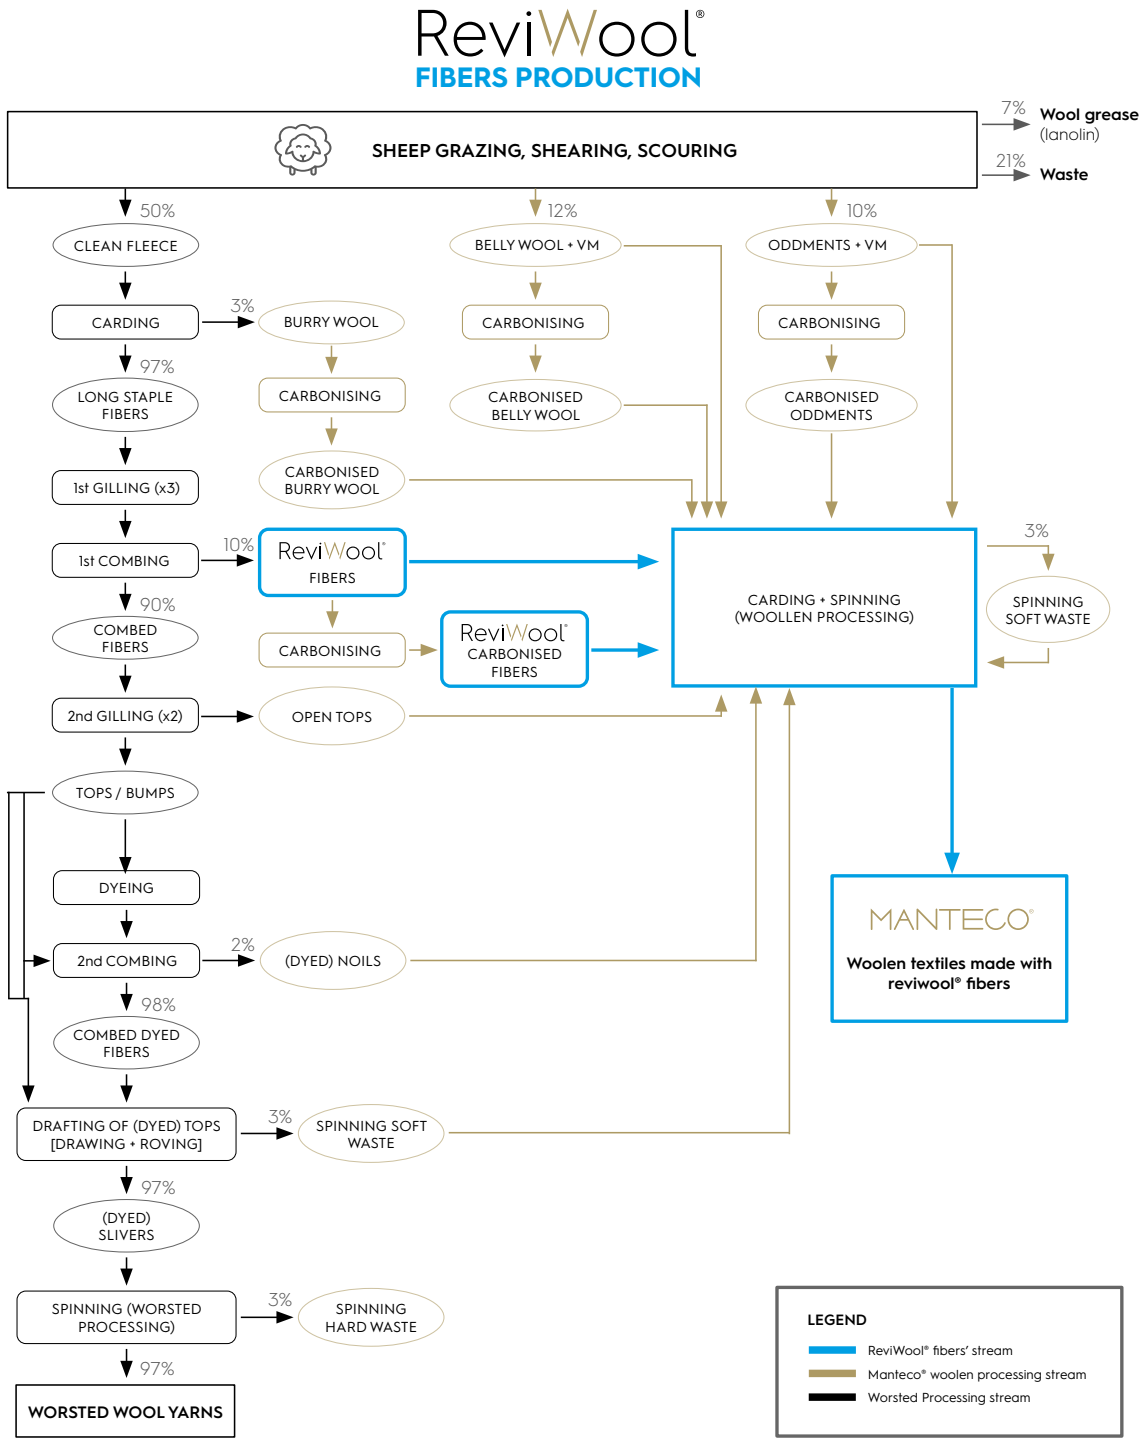 ReviWool®
FIBERS PRODUCTION
7%
Wool grease
(lanolin)
SHEEP GRAZING, SHEARING, SCOURING
21%
Waste
50%
12%
10%
CLEAN FLEECE
BELLY WOOL + VM
ODDMENTS + VM
3%
CARDING
BURRY WOOL
CARBONISING
CARBONISING
97%
LONG STAPLE
FIBERS
CARBONISING
CARBONISED
BELLY WOOL
CARBONISED
ODDMENTS
1st GILLING (x3)
CARBONISED
BURRY WOOL
10%
1st COMBING
ReviWool®
FIBERS
3%
90%
COMBED
FIBERS
CARBONISING
ReviWool®
CARBONISED
FIBERS
CARDING + SPINNING
(WOOLLEN PROCESSING)
SPINNING
SOFT WASTE
2nd GILLING (x2)
OPEN TOPS
TOPS / BUMPS
DYEING
2%
2nd COMBING
(DYED) NOILS
MANTECO®
Woolen textiles made with
reviwool® fibers
98%
COMBED DYED
FIBERS
3%
DRAFTING OF (DYED) TOPS
[DRAWING + ROVING]
SPINNING SOFT
WASTE
97%
(DYED)
SLIVERS
3%
SPINNING (WORSTED
PROCESSING)
SPINNING
HARD WASTE
97%
WORSTED WOOL YARNS
LEGEND
ReviWool® fibers' stream
Manteco® woolen processing stream
Worsted Processing stream